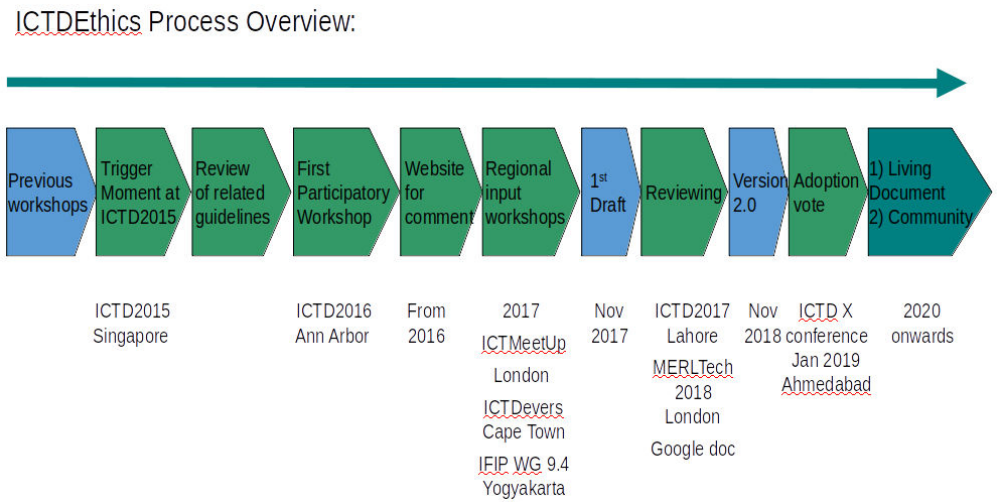 ICTDEthics Process Overview:
Previous
workshops
Trigger
Moment at
ICTD2015
Review
of related
guidelines
First
Participatory
Workshop
Website
for
comment
Regional
input
workshops
1st
Draft
Reviewing
Version
2.0
Adoption
vote
1) Living
Document
2) Community
ICTD2015
Singapore
ICTD2016
Ann Arbor
From
2016
2017
ICTMeetUp
London
ICTDevers
Cape Town
IFIP WG 9.4
Yogyakarta
Nov
2017
ICTD2017
Lahore
MERLTech
2018
London
Google doc
Nov
2018
ICTD X
conference
Jan 2019
Ahmedabad
2020
onwards